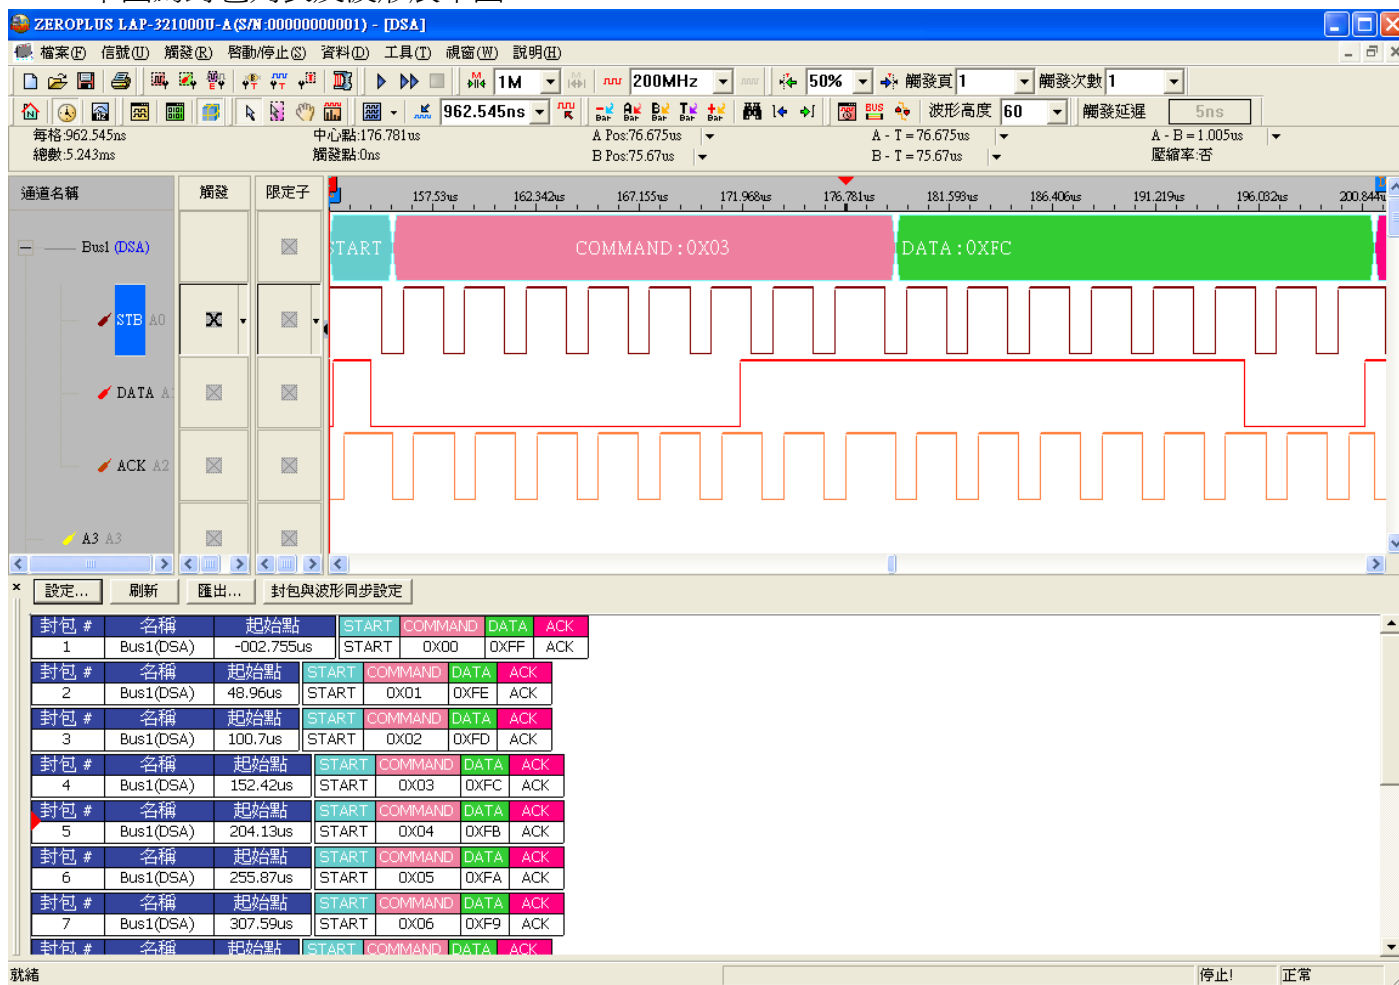 ZEROPLUS LAP-321000U-A (S/N:00000000001) - [DSA]
檔案(F) 信號(U) 觸發(R) 啓動/停止(S) 資料(D) 工具(T) 視窗(W) 說明(H)
1M 200MHz 50% 觸發頁 1 觸發次數 1
962.545ns Bar Bar Bar Bar Bar BUS 波形高度 60 觸發延遲 5ns
每格:962.545ns 中心點:176.781us A Pos:76.675us A - T = 76.675us A - B = 1.005us
總數:5.243ms 觸發點:0ns B Pos:75.67us B - T = 75.67us 壓縮率:否
通道名稱 觸發 限定子 157.53us 162.342us 167.155us 171.968us 176.781us 181.593us 186.406us 191.219us 196.032us 200.844u
Bus1 (DSA) START COMMAND:0X03 DATA:0XFC
STB A0
DATA A1
ACK A2
A3 A3
設定... 刷新 匯出... 封包與波形同步設定
封包 # 名稱 起始點 START COMMAND DATA ACK
1 Bus1(DSA) -002.755us START 0X00 0XFF ACK
封包 # 名稱 起始點 START COMMAND DATA ACK
2 Bus1(DSA) 48.96us START 0X01 0XFE ACK
封包 # 名稱 起始點 START COMMAND DATA ACK
3 Bus1(DSA) 100.7us START 0X02 0XFD ACK
封包 # 名稱 起始點 START COMMAND DATA ACK
4 Bus1(DSA) 152.42us START 0X03 0XFC ACK
封包 # 名稱 起始點 START COMMAND DATA ACK
5 Bus1(DSA) 204.13us START 0X04 0XFB ACK
封包 # 名稱 起始點 START COMMAND DATA ACK
6 Bus1(DSA) 255.87us START 0X05 0XFA ACK
封包 # 名稱 起始點 START COMMAND DATA ACK
7 Bus1(DSA) 307.59us START 0X06 0XF9 ACK
封包 # 名稱 起始點 START COMMAND DATA ACK
就緒 停止! 正常